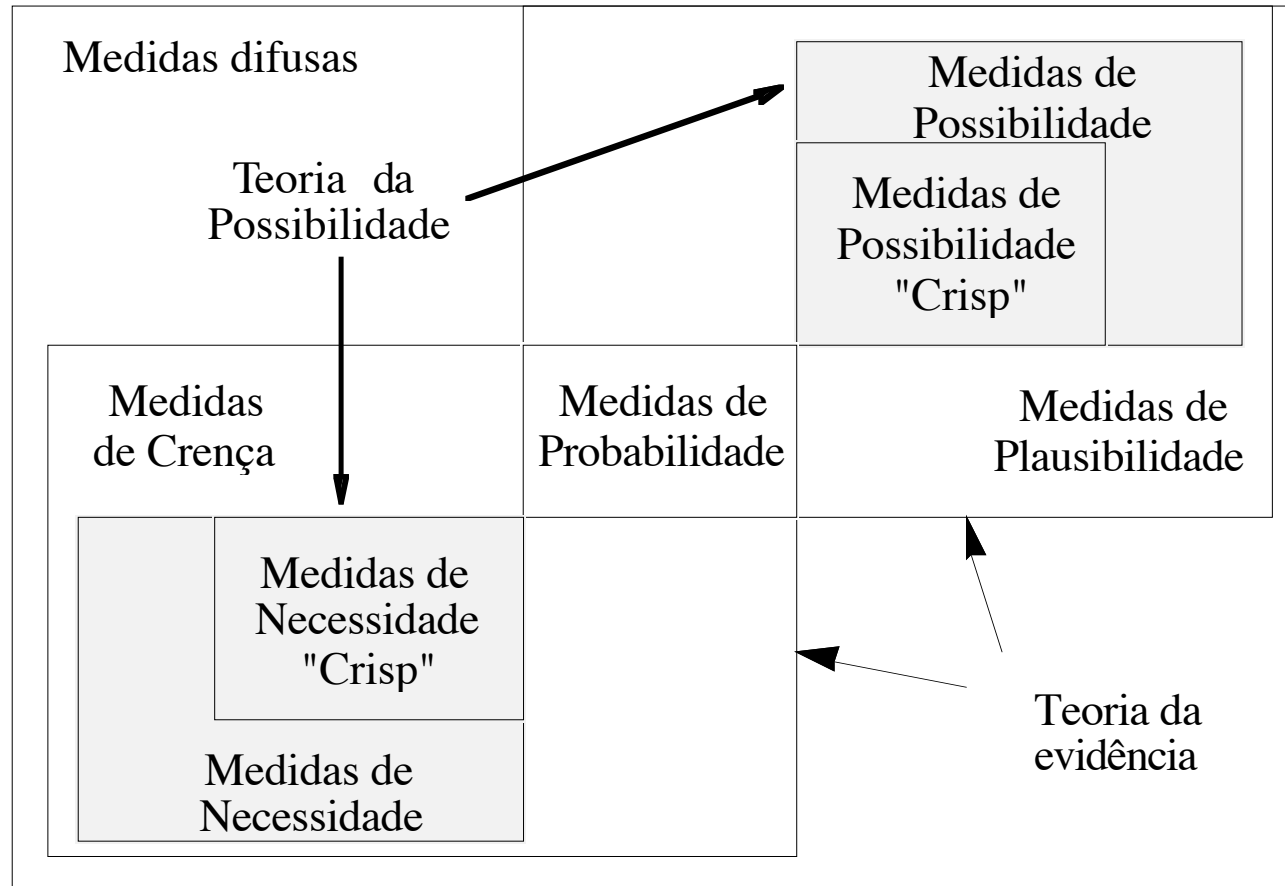 Medidas difusas
Medidas de
Possibilidade
Teoria da
Possibilidade
Medidas de
Possibilidade
"Crisp"
Medidas
de Crença
Medidas de
Probabilidade
Medidas de
Plausibilidade
Medidas de
Necessidade
"Crisp"
Teoria da
evidência
Medidas de
Necessidade